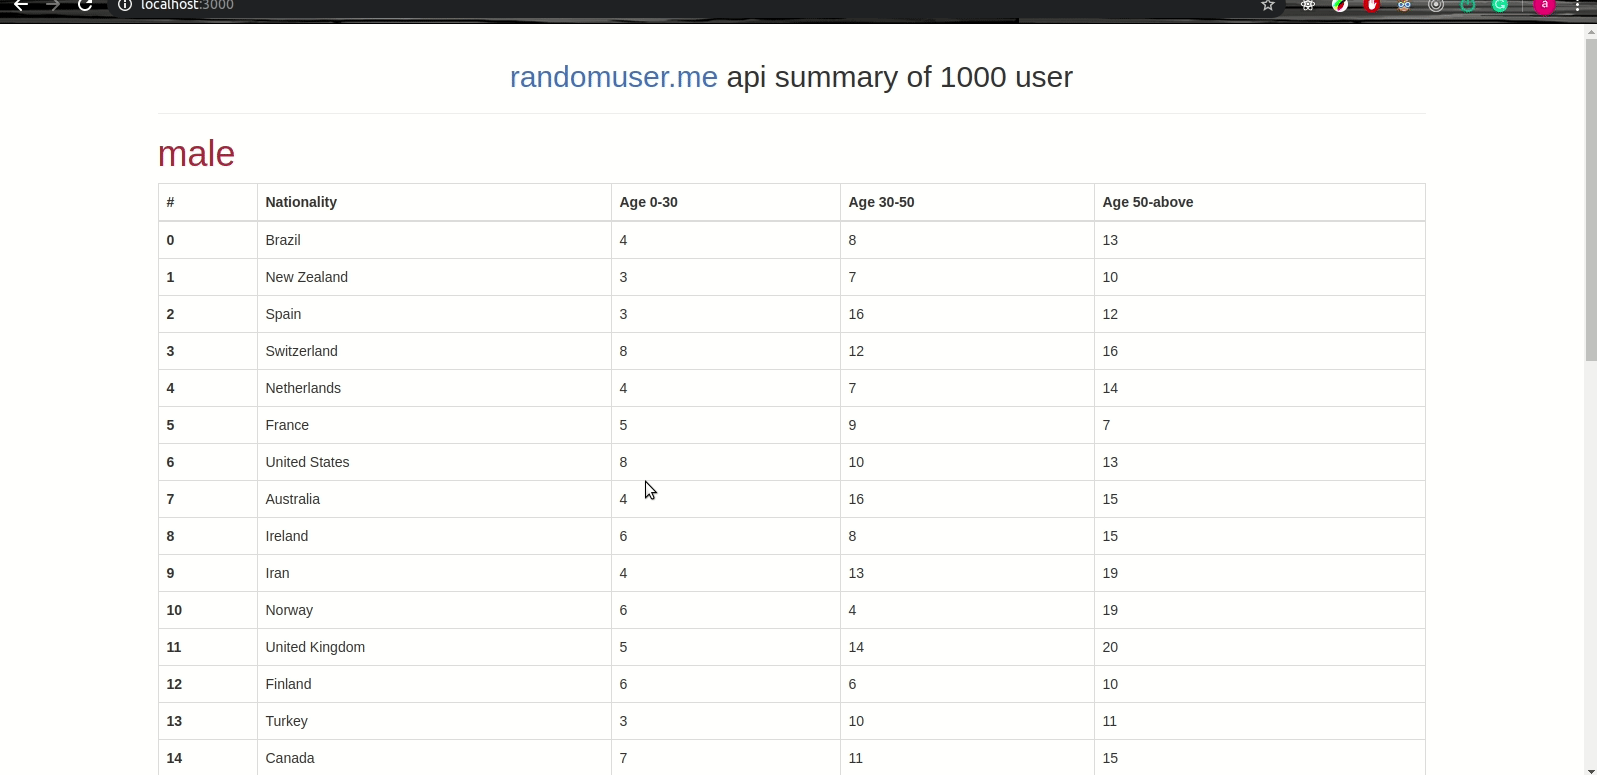 localhost:3000
a
randomuser.me api summary of 1000 user
male
# Nationality Age 0-30 Age 30-50 Age 50-above
0 Brazil 4 8 13
1 New Zealand 3 7 10
2 Spain 3 16 12
3 Switzerland 8 12 16
4 Netherlands 4 7 14
5 France 5 9 7
6 United States 8 10 13
7 Australia 4 16 15
8 Ireland 6 8 15
9 Iran 4 13 19
10 Norway 6 4 19
11 United Kingdom 5 14 20
12 Finland 6 6 10
13 Turkey 3 10 11
14 Canada 7 11 15